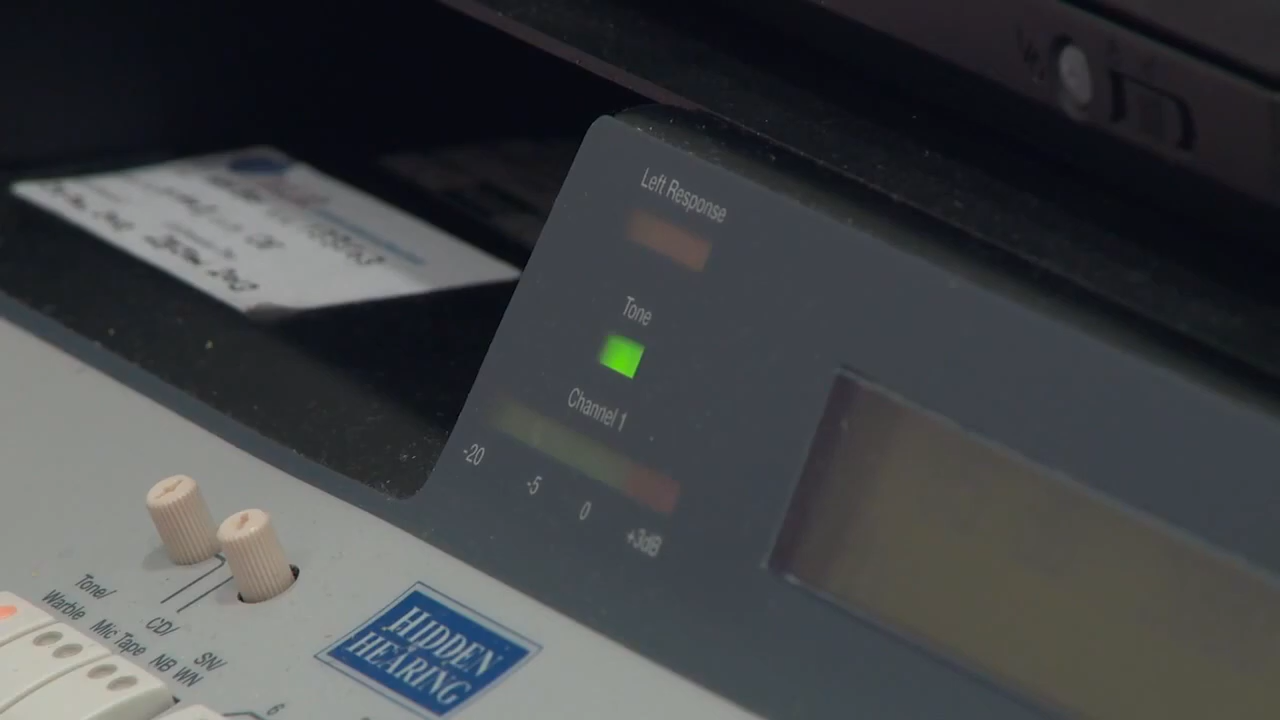 Left Response
Tone
Channel 1
-20
-5
0
+3dB
Tone/
Warble
Mic
CD/
Tape
NB
SN/
WN
HIDDEN
HEARING
6